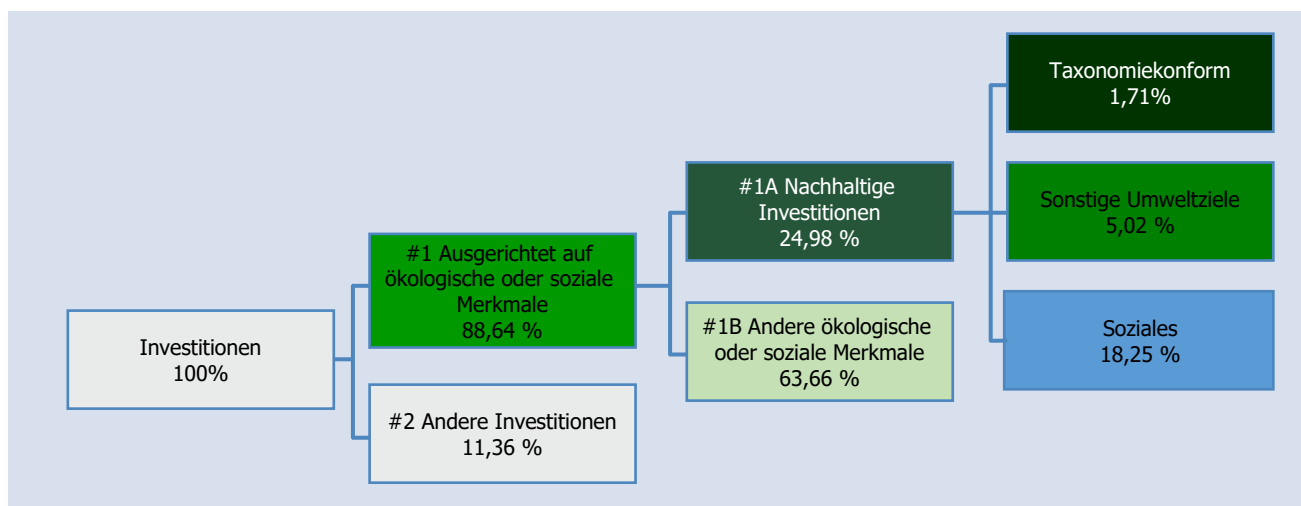 Investitionen
100%
#1 Ausgerichtet auf
ökologische oder soziale
Merkmale
88,64 %
#2 Andere Investitionen
11,36 %
#1A Nachhaltige
Investitionen
24,98 %
#1B Andere ökologische
oder soziale Merkmale
63,66 %
Taxonomiekonform
1,71%
Sonstige Umweltziele
5,02 %
Soziales
18,25 %